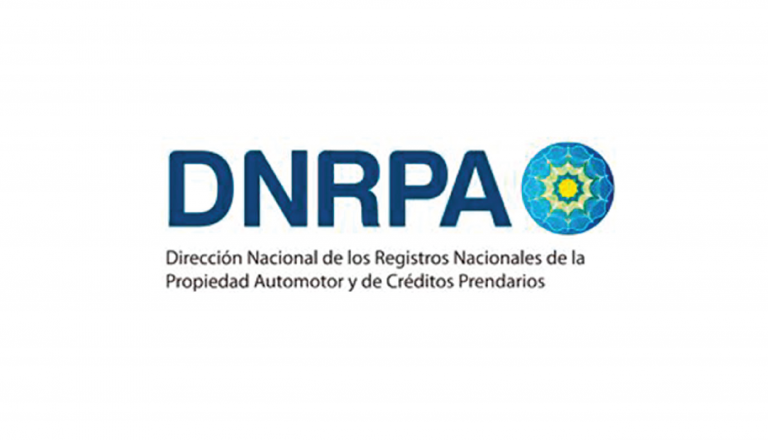 DNRPA
Dirección Nacional de los Registros Nacionales de la
Propiedad Automotor y de Créditos Prendarios